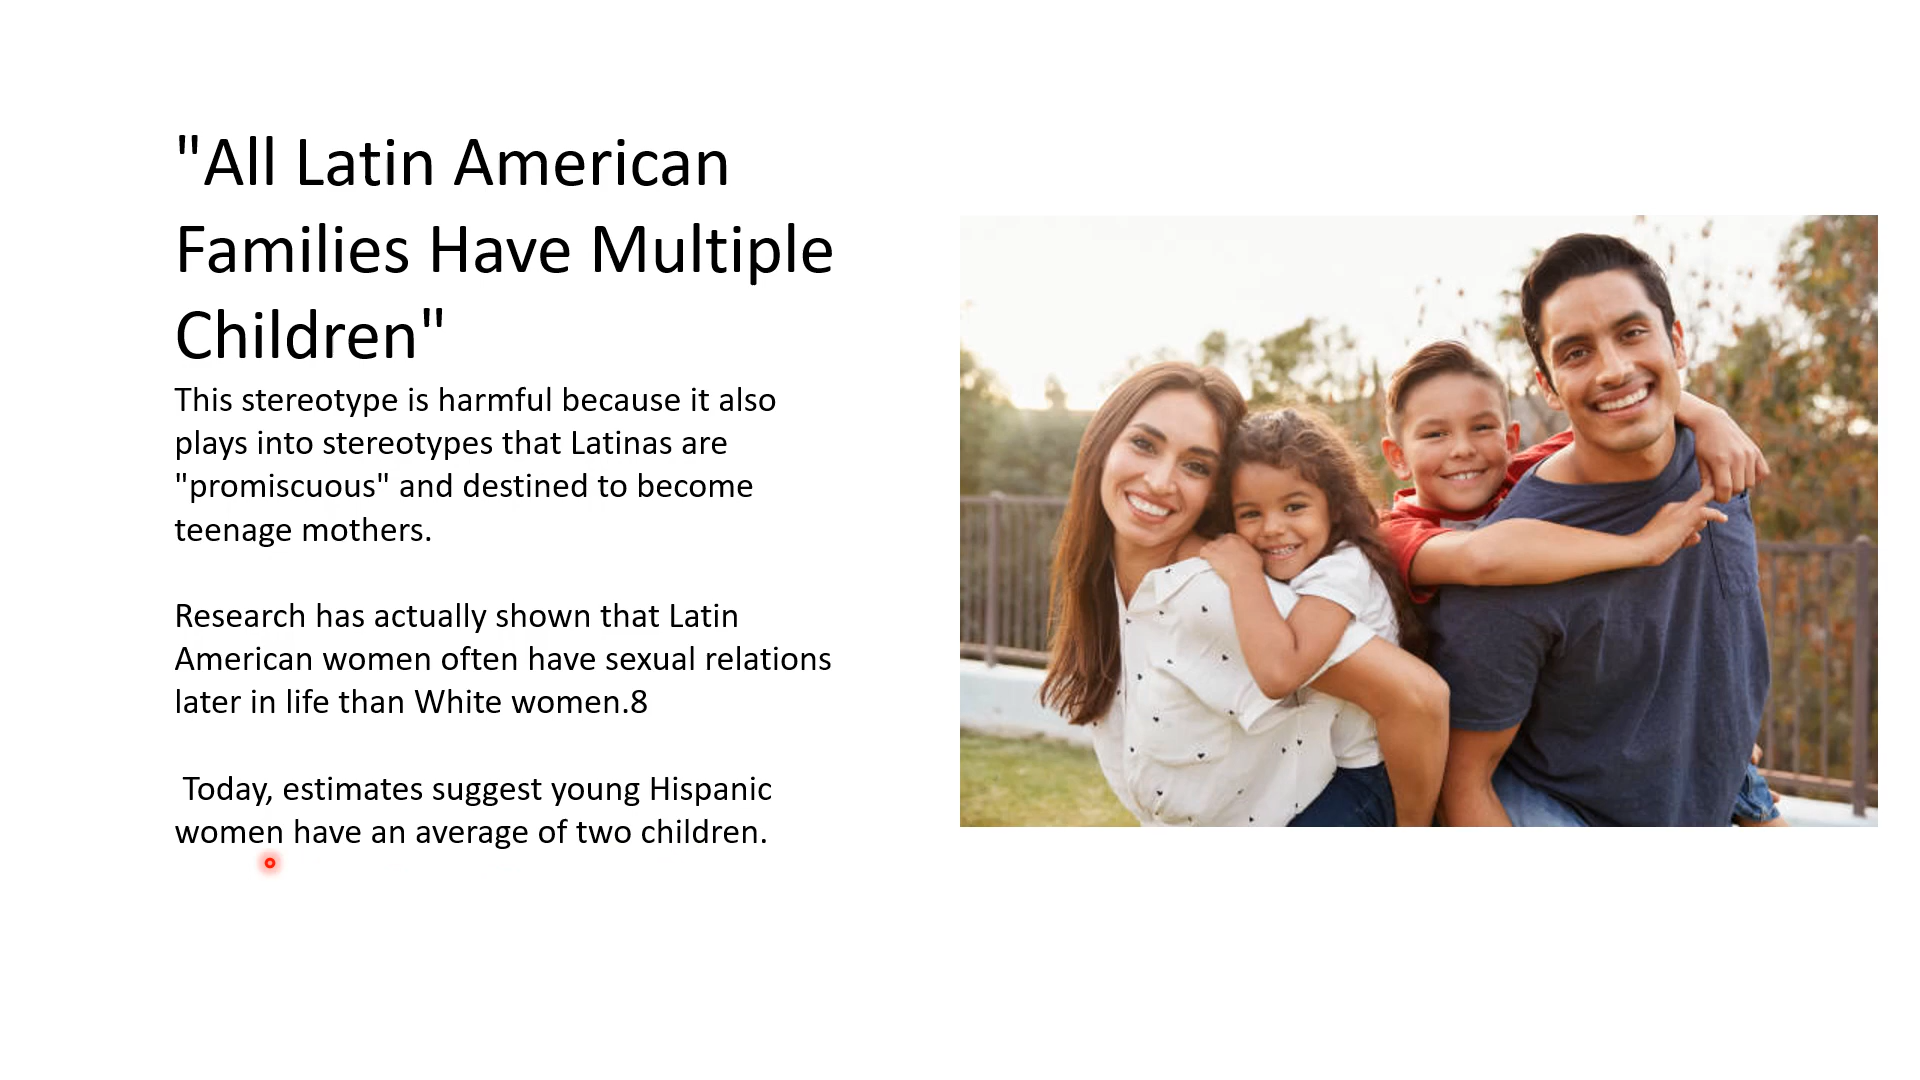 "All Latin American
Families Have Multiple
Children"
This stereotype is harmful because it also
plays into stereotypes that Latinas are
"promiscuous" and destined to become
teenage mothers.
Research has actually shown that Latin
American women often have sexual relations
later in life than White women.8
Today, estimates suggest young Hispanic
women have an average of two children.